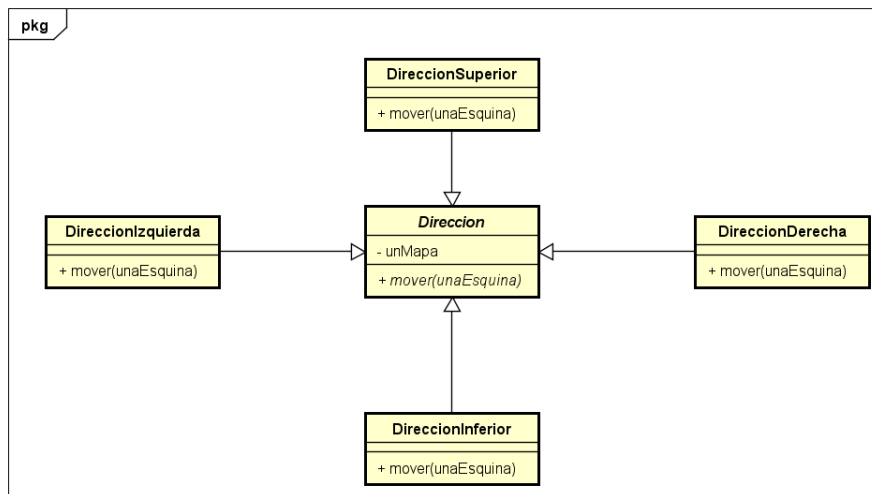 pkg
DireccionSuperior
+ mover(unaEsquina)
DireccionIzquierda
+ mover(unaEsquina)
Direccion
- unMapa
+ mover(unaEsquina)
DireccionDerecha
+ mover(unaEsquina)
DireccionInferior
+ mover(unaEsquina)